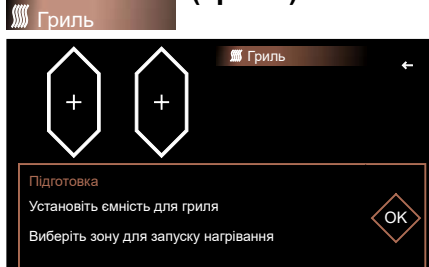 Гриль
Гриль
+ +
Підготовка
Установіть ємність для гриля
Виберіть зону для запуску нагрівання
OK